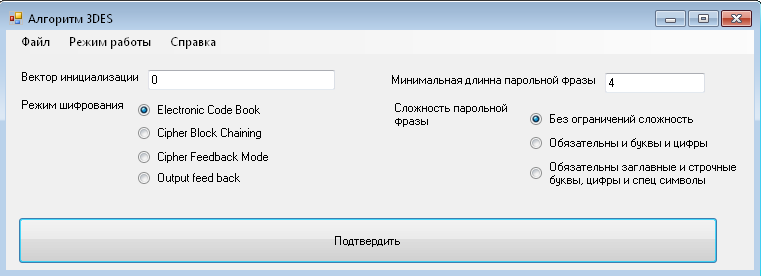 Алгоритм 3DES
Файл Режим работы Справка
Вектор инициализации 0
Минимальная длинна парольной фразы 4
Режим шифрования
Electronic Code Book
Cipher Block Chaining
Cipher Feedback Mode
Output feed back
Сложность парольной
фразы
Без ограничений сложность
Обязательны и буквы и цифры
Обязательны заглавные и строчные
буквы, цифры и спец символы
Подтвердить